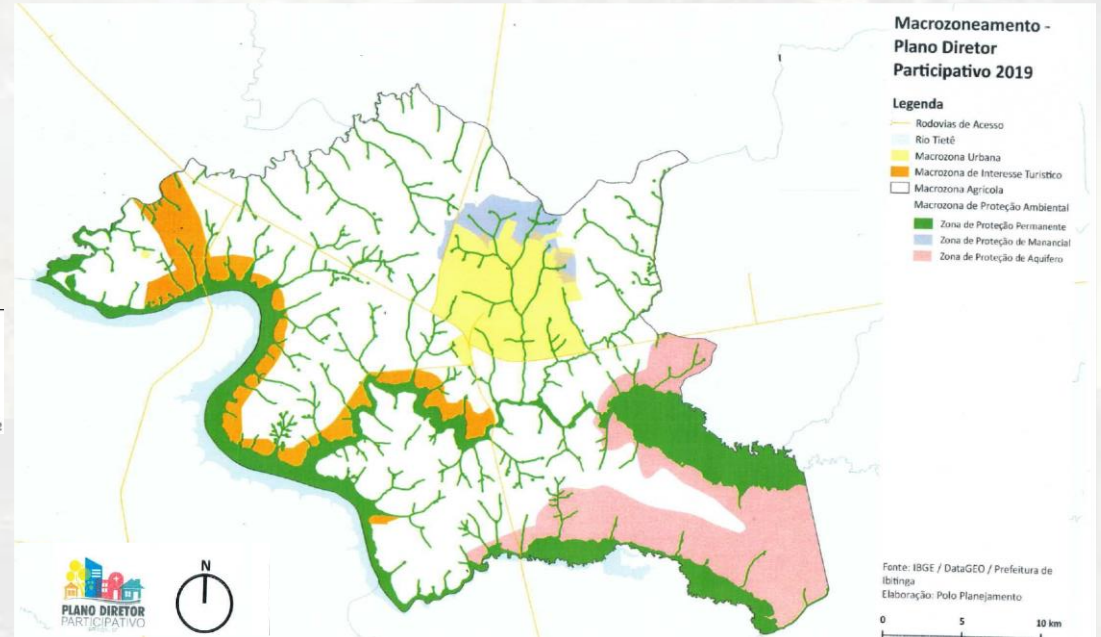 Macrozoneamento -
Plano Diretor
Participativo 2019
Legenda
Rodovias de Acesso
Rio Tietê
Macrozona Urbana
Macrozona de Interesse Turístico
Macrozona Agrícola
Macrozona de Proteção Ambiental
Zona de Proteção Permanente
Zona de Proteção de Manancial
Zona de Proteção de Aquífero
N
PLANO DIRETOR
PARTICIPATIVO
Fonte: IBGE / DataGEO / Prefeitura de
Ibitinga
Elaboração: Polo Planejamento
0 5 10 km